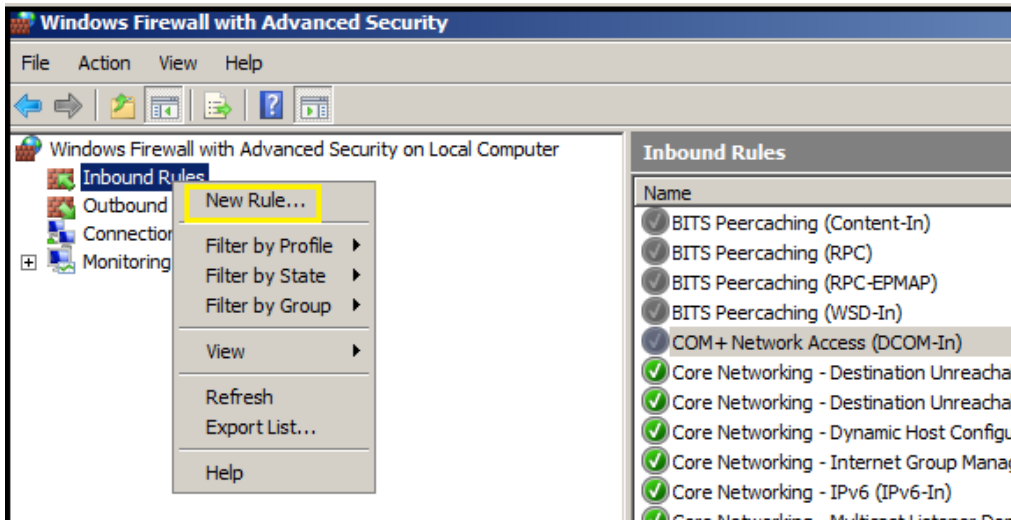 Windows Firewall with Advanced Security
File Action View Help
Windows Firewall with Advanced Security on Local Computer
Inbound Rules
Outbound
Connection
Monitoring
New Rule...
Filter by Profile
Filter by State
Filter by Group
View
Refresh
Export List...
Help
Inbound Rules
Name
BITS Peercaching (Content-In)
BITS Peercaching (RPC)
BITS Peercaching (RPC-EPMAP)
BITS Peercaching (WSD-In)
COM+ Network Access (DCOM-In)
Core Networking - Destination Unreacha
Core Networking - Destination Unreacha
Core Networking - Dynamic Host Configu
Core Networking - Internet Group Mana
Core Networking - IPv6 (IPv6-In)